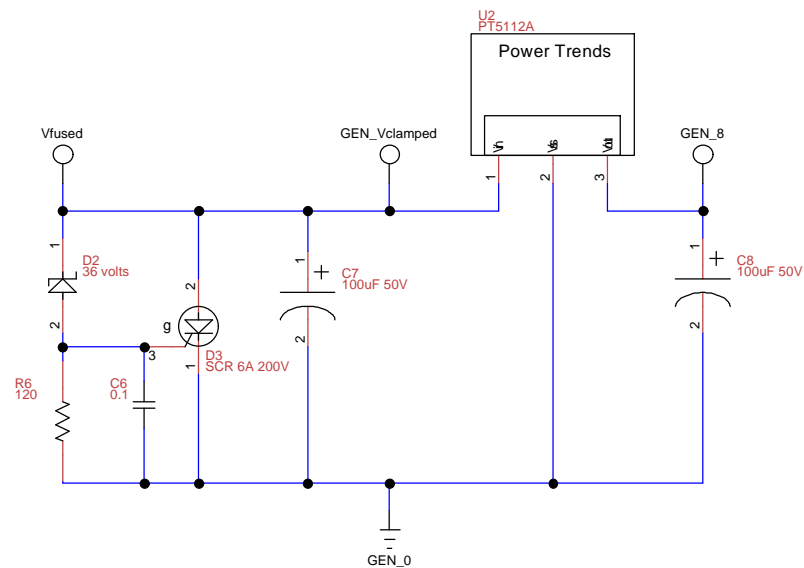 U2
PT5112A
Power Trends
Vfused
GEN_Vclamped
GEN_8
Vin
Vss
Vout
1
2
3
1
D2
36 volts
2
2
g
3
1
D3
SCR 6A 200V
1
+
C7
100uF 50V
2
1
+
C8
100uF 50V
2
R6
120
C6
0.1
GEN_0